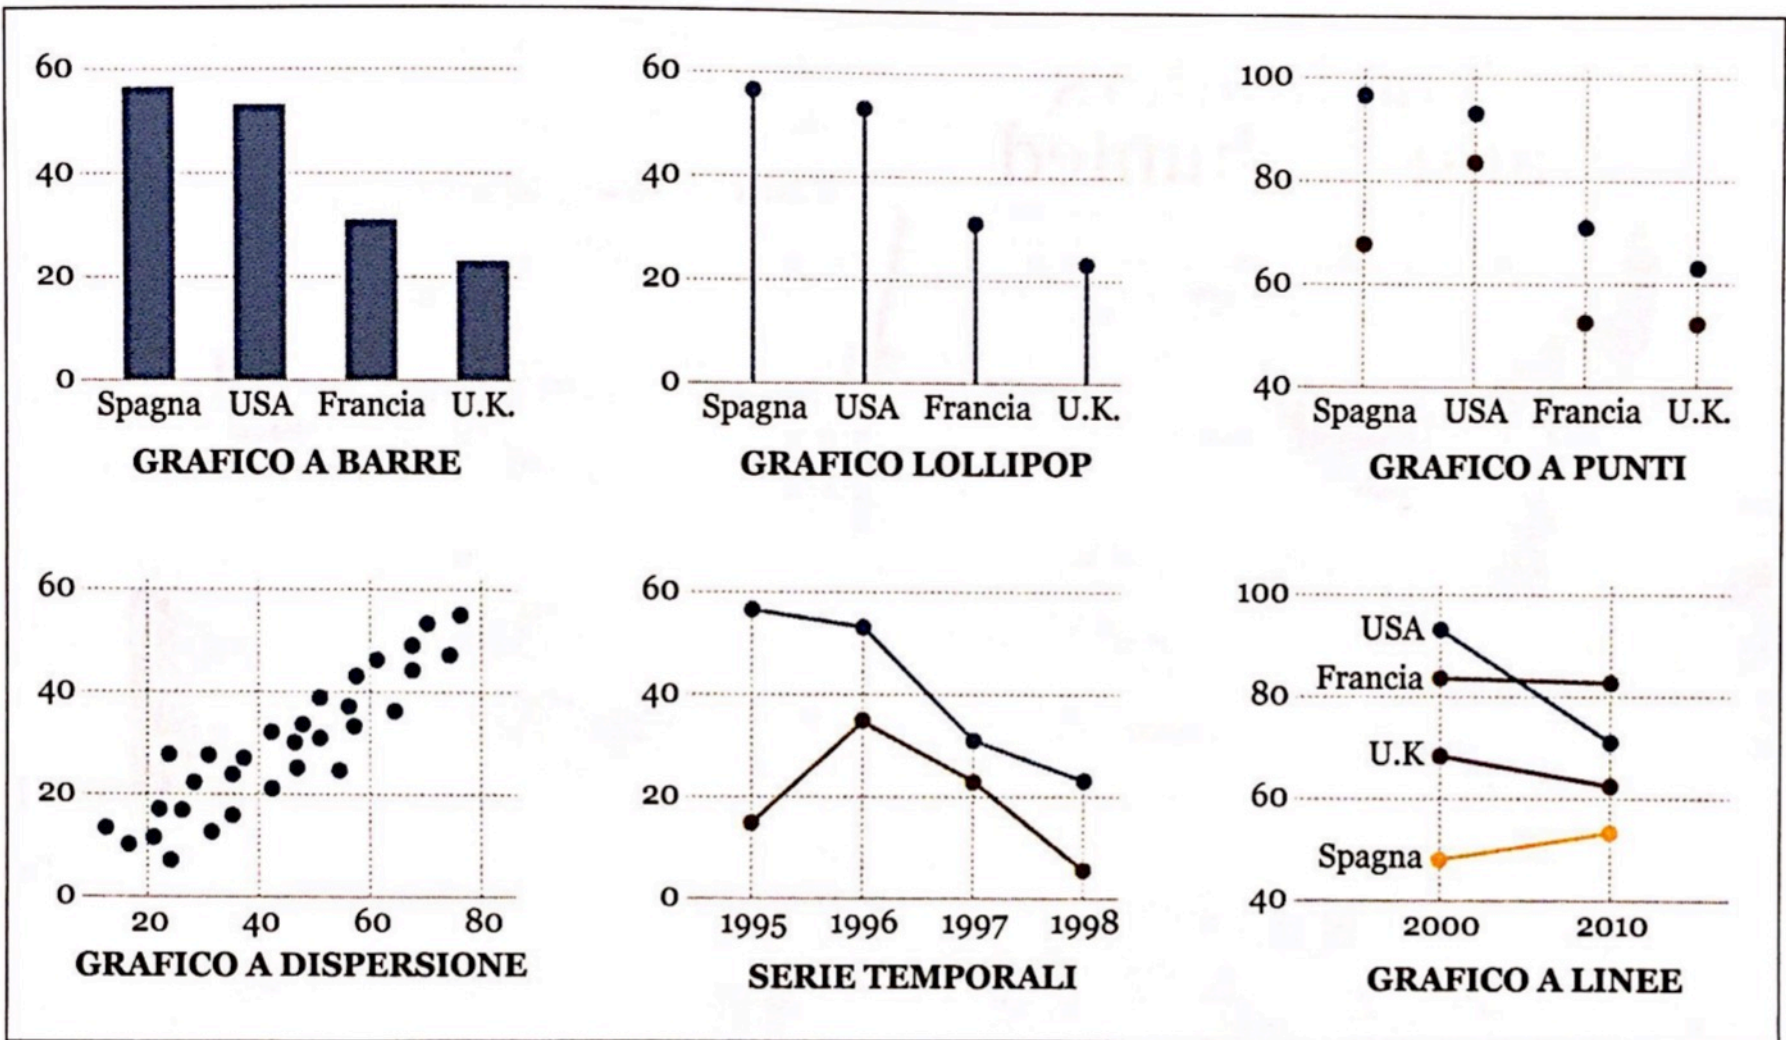 60
40
20
0
Spagna USA Francia U.K.
GRAFICO A BARRE
60
40
20
0
Spagna USA Francia U.K.
GRAFICO LOLLIPOP
100
80
60
40
Spagna USA Francia U.K.
GRAFICO A PUNTI
60
40
20
0
20 40 60 80
GRAFICO A DISPERSIONE
60
40
20
0
1995 1996 1997 1998
SERIE TEMPORALI
100
USA
Francia
80
U.K
60
Spagna
40
2000 2010
GRAFICO A LINEE